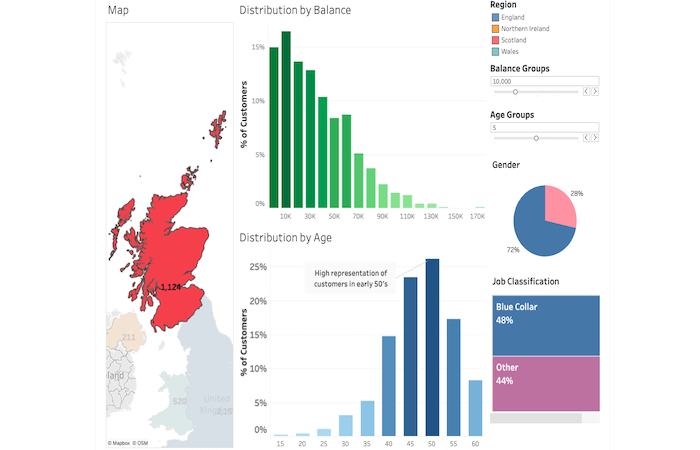 Map
1,124
211
land
520
United
© Mapbox © OSM
Distribution by Balance
% of Customers
15%
10%
5%
0%
10K 30K 50K 70K 90K 110K 130K 150K 170K
Distribution by Age
% of Customers
25%
20%
15%
10%
5%
0%
High representation of
customers in early 50's
15 20 25 30 35 40 45 50 55 60
Region
England
Northern Ireland
Scotland
Wales
Balance Groups
10,000
Age Groups
5
Gender
28%
72%
Job Classification
Blue Collar
48%
Other
44%